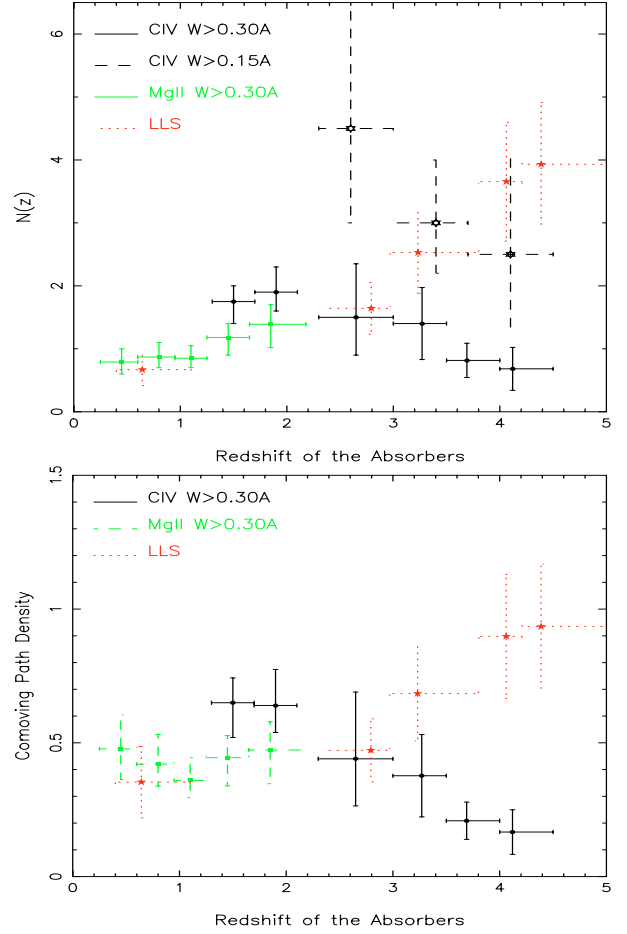 CIV W>0.30A
CIV W>0.15A
MgII W>0.30A
LLS
N(z)
6
4
2
0
0 1 2 3 4 5
Redshift of the Absorbers
CIV W>0.30A
MgII W>0.30A
LLS
Comoving Path Density
1.5
1
0.5
0
0 1 2 3 4 5
Redshift of the Absorbers